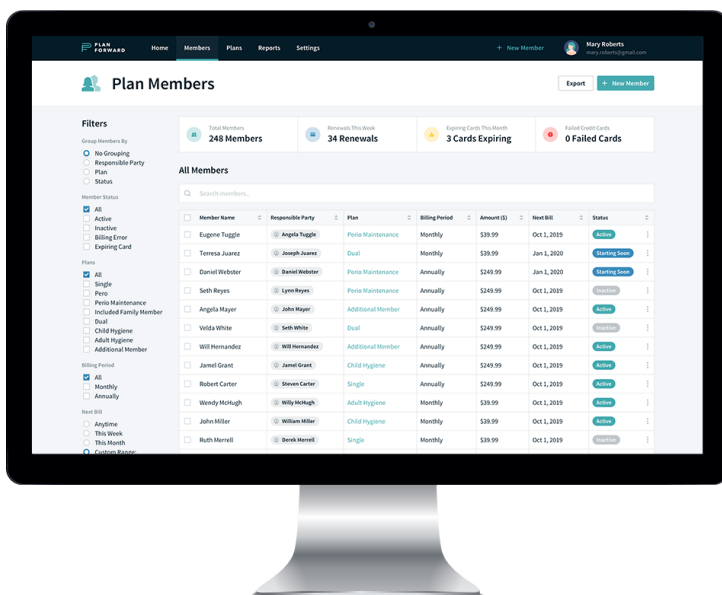 PLAN FORWARD
Home Members Plans Reports Settings
+ New Member
Mary Roberts
mary.roberts@gmail.com
Plan Members
Export
+ New Member
Filters
Group Members By
No Grouping
Responsible Party
Plan
Status
Member Status
All
Active
Inactive
Billing Error
Expiring Card
Plans
All
Single
Pero
Perio Maintenance
Included Family Member
Dual
Child Hygiene
Adult Hygiene
Additional Member
Billing Period
All
Monthly
Annually
Next Bill
Anytime
This Week
This Month
Custom Range:
Total Members
248 Members
Renewals This Week
34 Renewals
Expiring Cards This Month
3 Cards Expiring
Failed Credit Cards
0 Failed Cards
All Members
Search members..
Member Name Responsible Party Plan Billing Period Amount ($) Next Bill Status
Eugene Tuggle Angela Tuggle Perio Maintenance Monthly $39.99 Oct 1, 2019 Active
Terresa Juarez Joseph Juarez Dual Monthly $39.99 Jan 1, 2020 Starting Soon
Daniel Webster Daniel Webster Perio Maintenance Annually $249.99 Jan 1, 2020 Starting Soon
Seth Reyes Lynn Reyes Perio Maintenance Annually $249.99 Oct 1, 2019 Inactive
Angela Mayer John Mayer Additional Member Annually $249.99 Oct 1, 2019 Active
Velda White Seth White Dual Annually $249.99 Oct 1, 2019 Inactive
Will Hernandez Will Hernandez Additional Member Annually $249.99 Oct 1, 2019 Active
Jamel Grant Jamel Grant Child Hygiene Annually $249.99 Oct 1, 2019 Active
Robert Carter Steven Carter Single Annually $249.99 Oct 1, 2019 Active
Wendy McHugh Willy McHugh Adult Hygiene Monthly $39.99 Oct 1, 2019 Active
John Miller William Miller Child Hygiene Monthly $39.99 Oct 1, 2019 Active
Ruth Merrell Derek Merrell Single Monthly $39.99 Oct 1, 2019 Inactive